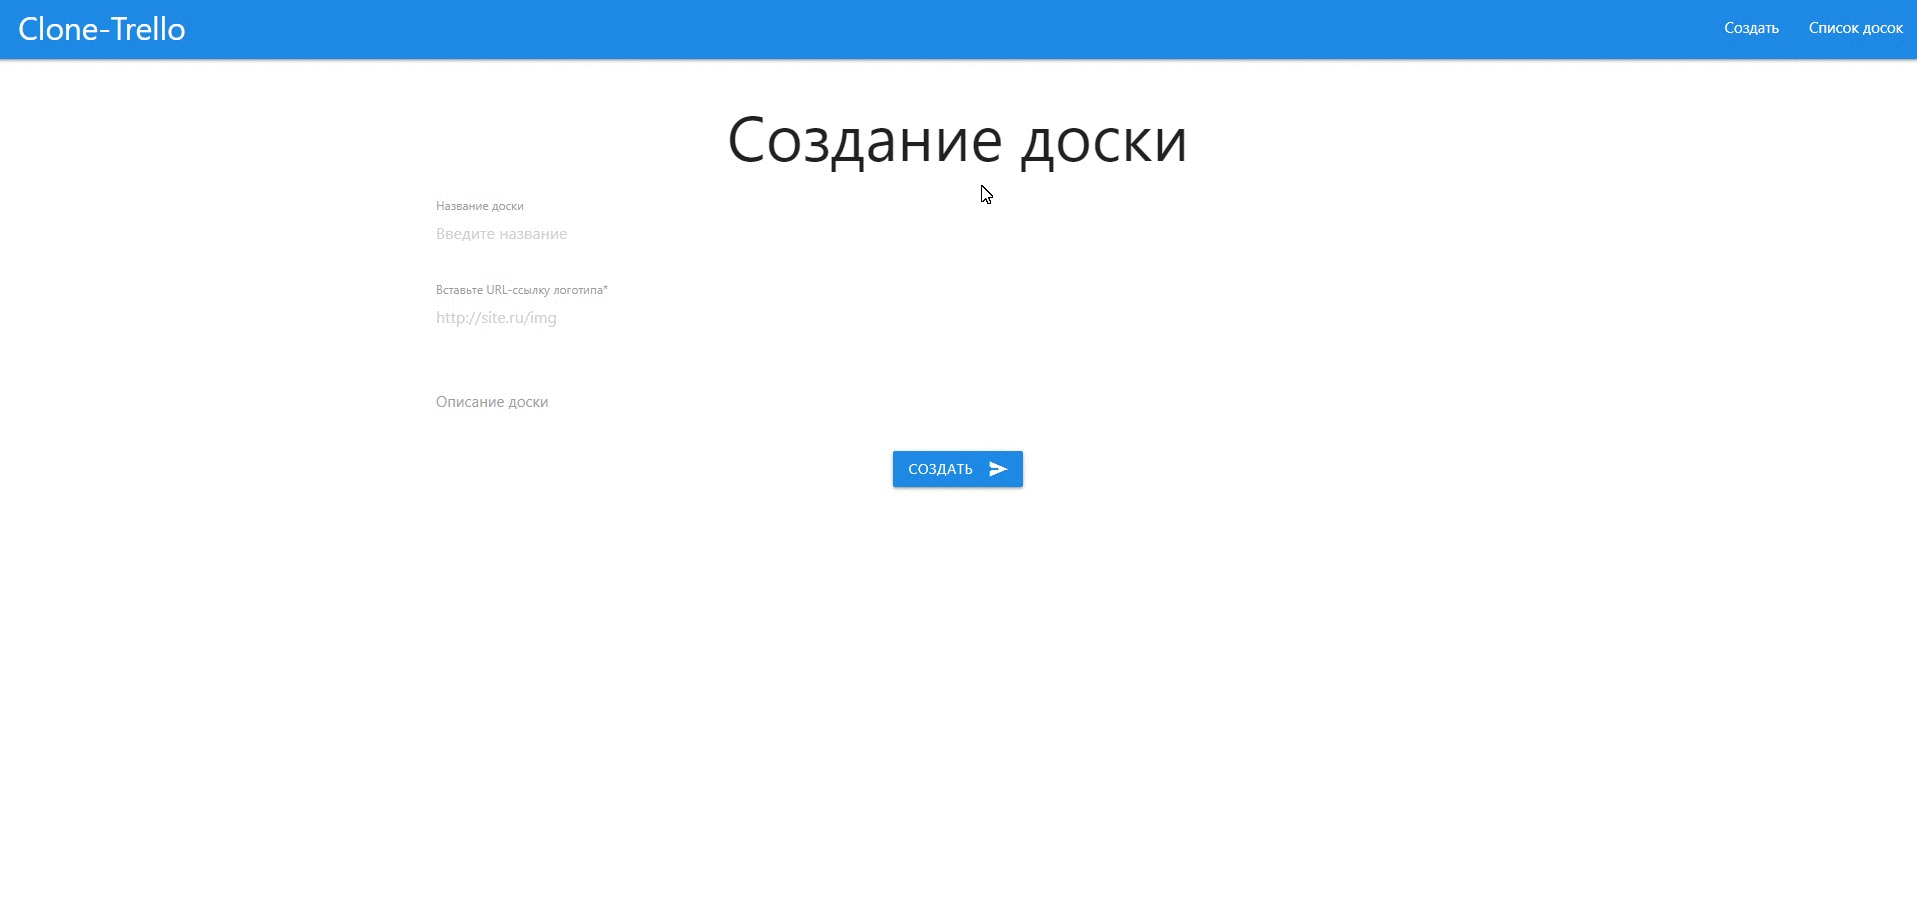 Clone-Trello
Создать Список досок
Создание доски
Название доски
Введите название
Вставьте URL-ссылку логотипа*
http://site.ru/img
Описание доски
СОЗДАТЬ